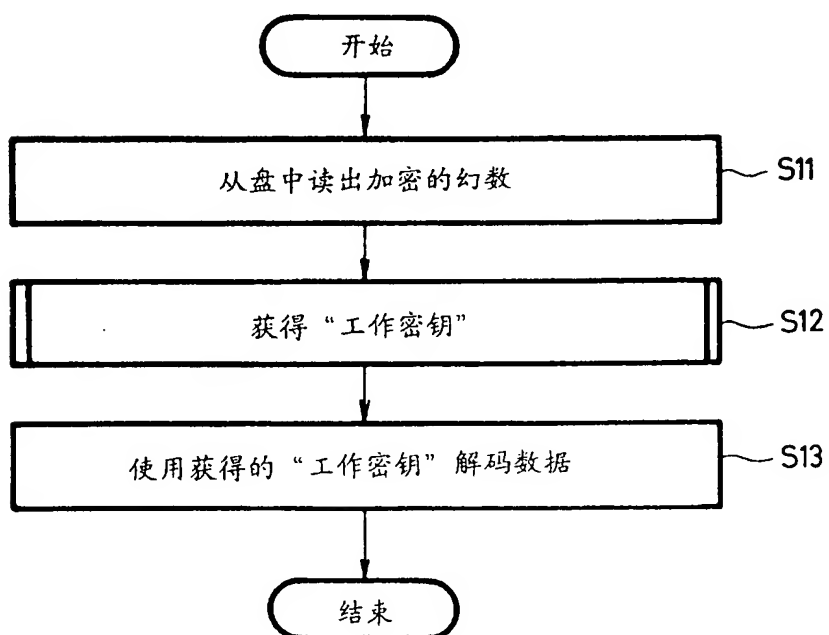 开始
从盘中读出加密的幻数
S11
获得“工作密钥”
S12
使用获得的“工作密钥”解码数据
S13
结束